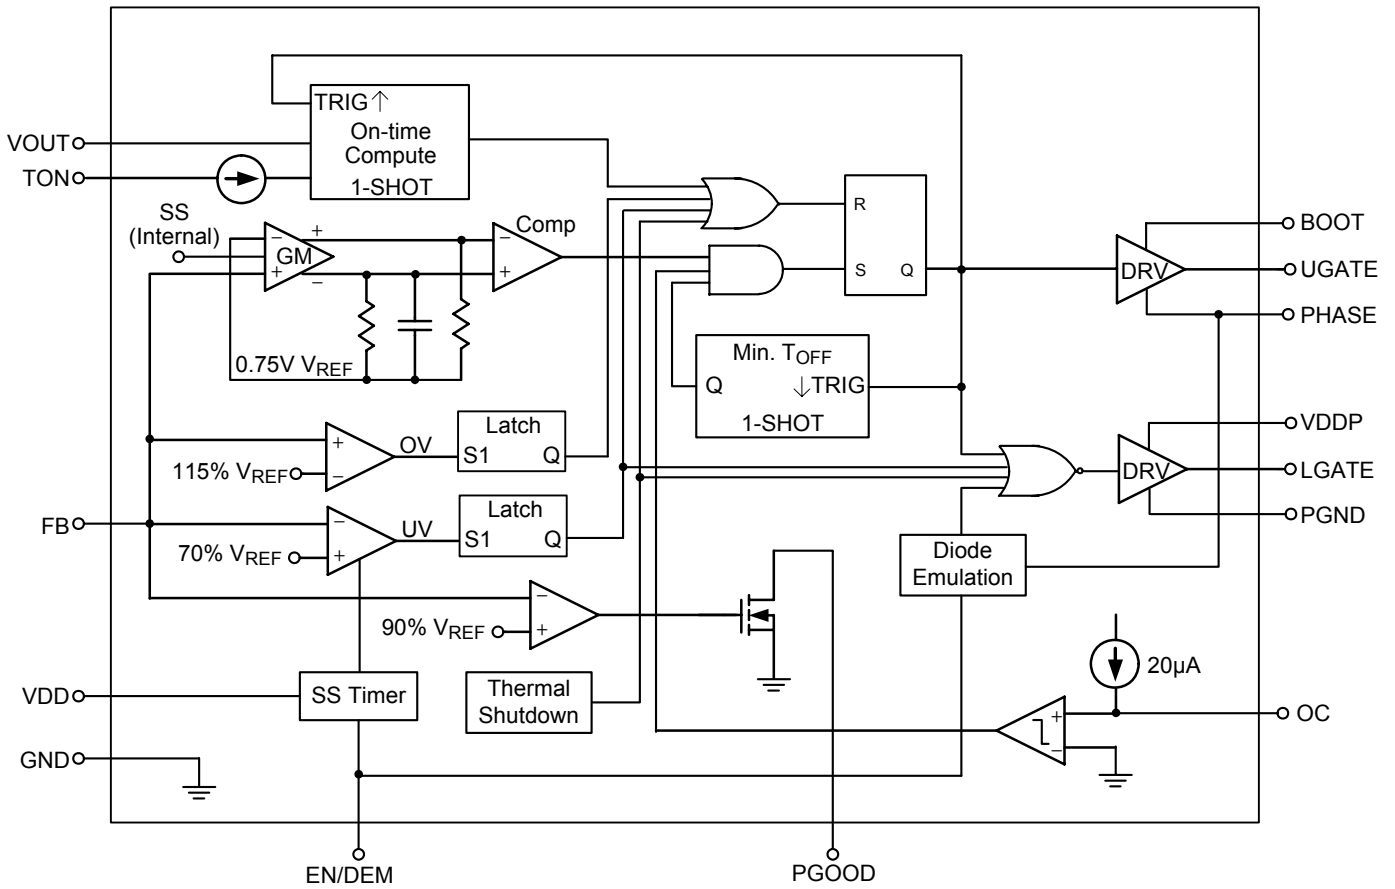 TRIG↑
On-time
Compute
1-SHOT
VOUT
TON
SS
(Internal)
−
+
GM
+
−
0.75V VREF
Comp
−
+
R
S
Q
DRV
BOOT
UGATE
PHASE
Min. TOFF
Q
↓TRIG
1-SHOT
+
−
OV
115% VREF
Latch
S1
Q
−
+
UV
70% VREF
Latch
S1
Q
FB
DRV
VDDP
LGATE
PGND
Diode
Emulation
−
+
90% VREF
VDD
SS Timer
Thermal
Shutdown
20µA
+
−
OC
GND
EN/DEM
PGOOD